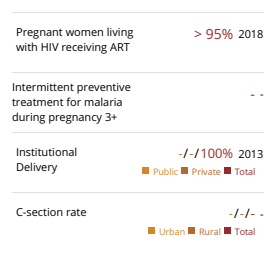 Pregnant women living > 95% 2018
with HIV receiving ART
Intermittent preventive
treatment for malaria - -
during pregnancy 3+
Institutional -/-/100% 2013
Delivery Public Private Total
C-section rate -/-/- -
Urban Rural Total